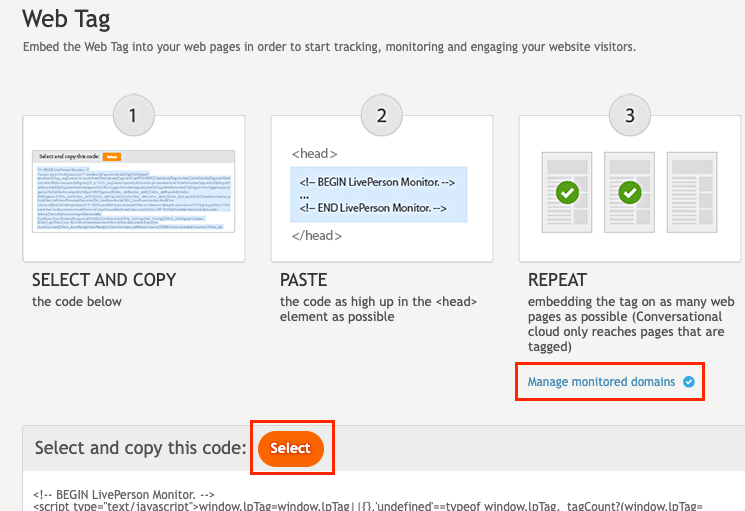 Web Tag
Embed the Web Tag into your web pages in order to start tracking, monitoring and engaging your website visitors.
1
2
3
Select and copy this code: Select
<head>
<!– BEGIN LivePerson Monitor. –>
...
<!– END LivePerson Monitor. –>
</head>
SELECT AND COPY
the code below
PASTE
the code as high up in the <head>
element as possible
REPEAT
embedding the tag on as many web
pages as possible (Conversational
cloud only reaches pages that are
tagged)
Manage monitored domains
Select and copy this code: Select
<!-- BEGIN LivePerson Monitor. -->
<script type="text/javascript">window.lpTag=window.lpTag||{},'undefined'==typeof window.lpTag._tagCount?(window.lpTag=